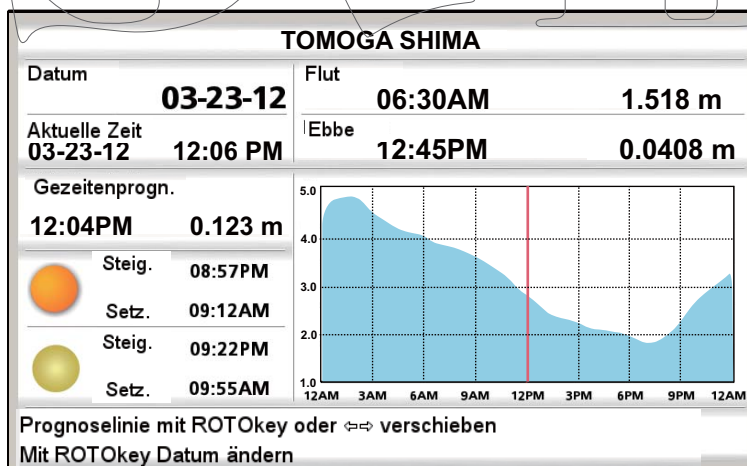 TOMOGA SHIMA
Datum
03-23-12
Flut
06:30AM 1.518 m
Aktuelle Zeit
03-23-12 12:06 PM
Ebbe
12:45PM 0.0408 m
Gezeitenprogn.
12:04PM 0.123 m
Steig. 08:57PM
Setz. 09:12AM
Steig. 09:22PM
Setz. 09:55AM
5.0
4.0
3.0
2.0
1.0
12AM 3AM 6AM 9AM 12PM 3PM 6PM 9PM 12AM
Prognoselinie mit ROTOkey oder ⇦⇨ verschieben
Mit ROTOkey Datum ändern